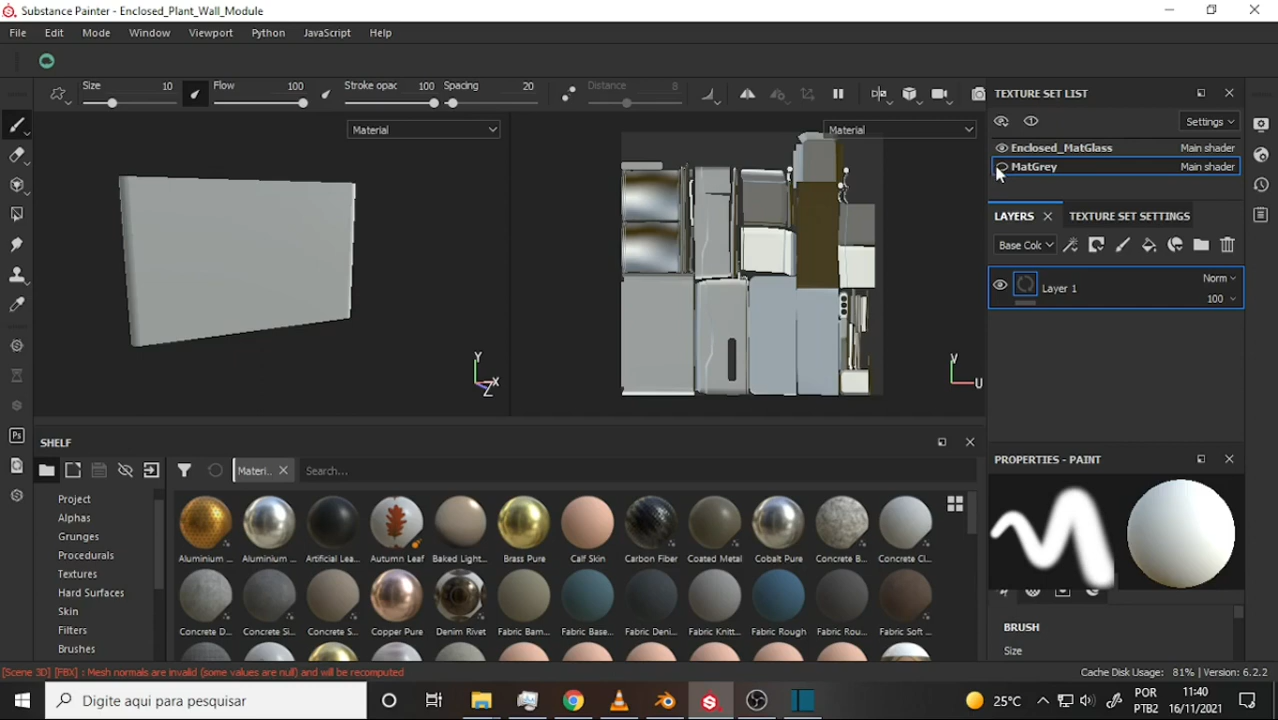 Substance Painter - Enclosed_Plant_Wall_Module
File Edit Mode Window Viewport Python JavaScript Help
Size 10 Flow 100 Stroke opac 100 Spacing 20 Distance 8
Material
Material
Y
X
Z
V
U
TEXTURE SET LIST
Settings
Enclosed_MatGlass Main shader
MatGrey Main shader
LAYERS TEXTURE SET SETTINGS
Base Colo
Layer 1
Norm
100
PROPERTIES - PAINT
BRUSH
Size
SHELF
Materi..
Search...
Project
Alphas
Grunges
Procedurals
Textures
Hard Surfaces
Skin
Filters
Brushes
Aluminium ... Aluminium ... Artificial Lea... Autumn Leaf Baked Light... Brass Pure Calf Skin Carbon Fiber Coated Metal Cobalt Pure Concrete B... Concrete Cl...
Concrete D... Concrete Si... Concrete S... Copper Pure Denim Rivet Fabric Bam... Fabric Base... Fabric Deni... Fabric Knitt... Fabric Rough Fabric Rou... Fabric Soft ...
Ps
[Scene 3D] [FBX] : Mesh normals are invalid (some values are null) and will be recomputed
Cache Disk Usage: 81% | Version: 6.2.2
Digite aqui para pesquisar
25°C
POR
PTB2
11:40
16/11/2021